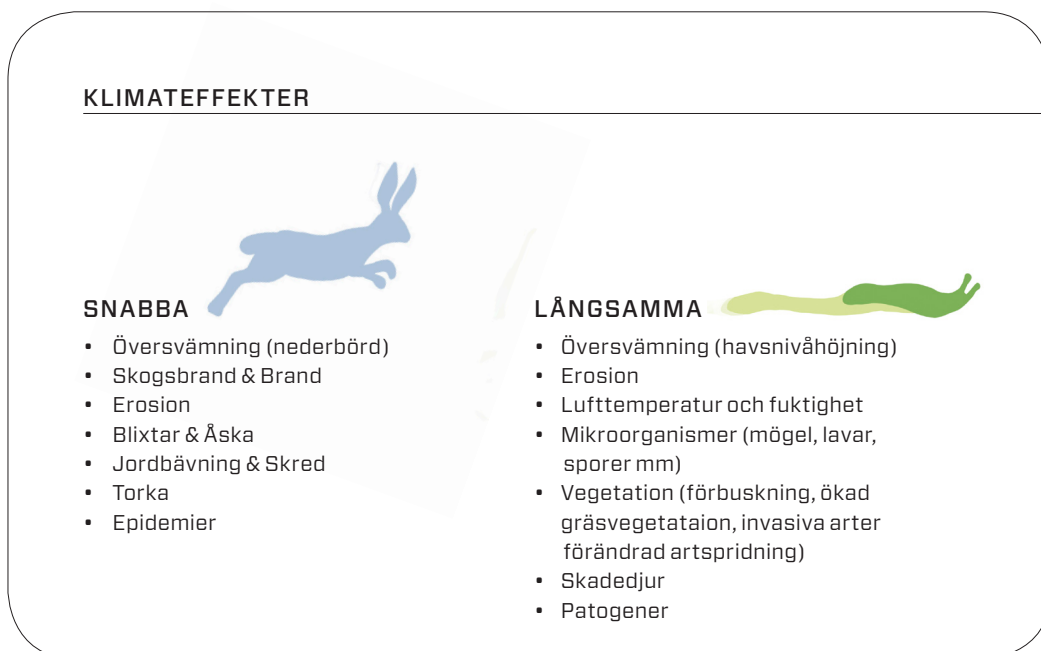 KLIMATEFFEKTER
SNABBA
• Översvämning (nederbörd)
• Skogsbrand & Brand
• Erosion
• Blixtar & Åska
• Jordbävning & Skred
• Torka
• Epidemier
LÅNGSAMMA
• Översvämning (havsnivåhöjning)
• Erosion
• Lufttemperatur och fuktighet
• Mikroorganismer (mögel, lavar,
sporer mm)
• Vegetation (förbuskning, ökad
gräsvegetataion, invasiva arter
förändrad artspridning)
• Skadedjur
• Patogener